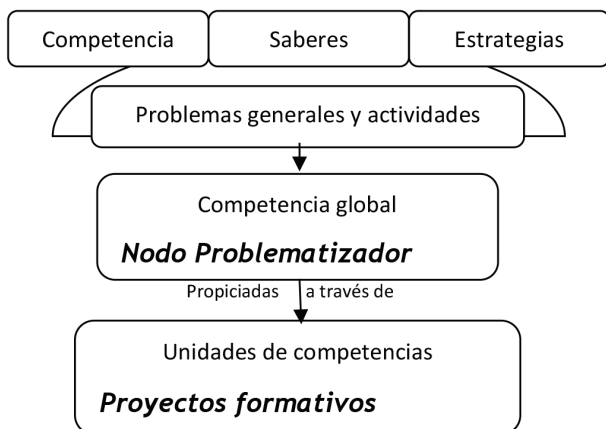 Competencia
Saberes
Estrategias
Problemas generales y actividades
Competencia global
Nodo Problematizador
Propiciadas a través de
Unidades de competencias
Proyectos formativos